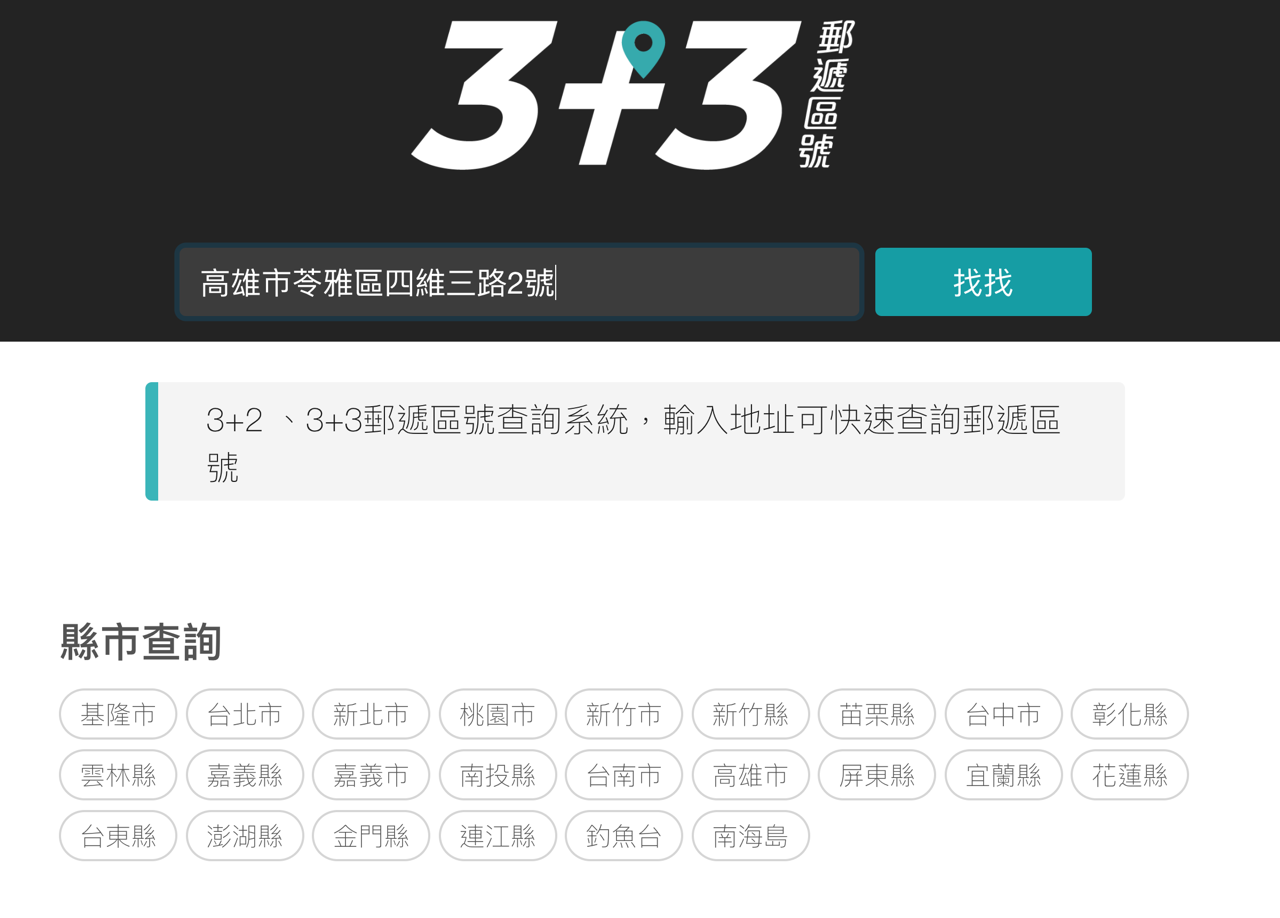 3+3
郵遞區號
高雄市苓雅區四維三路2號
找找
3+2 、3+3郵遞區號查詢系統，輸入地址可快速查詢郵遞區
號
縣市查詢
基隆市 台北市 新北市 桃園市 新竹市 新竹縣 苗栗縣 台中市 彰化縣
雲林縣 嘉義縣 嘉義市 南投縣 台南市 高雄市 屏東縣 宜蘭縣 花蓮縣
台東縣 澎湖縣 金門縣 連江縣 釣魚台 南海島